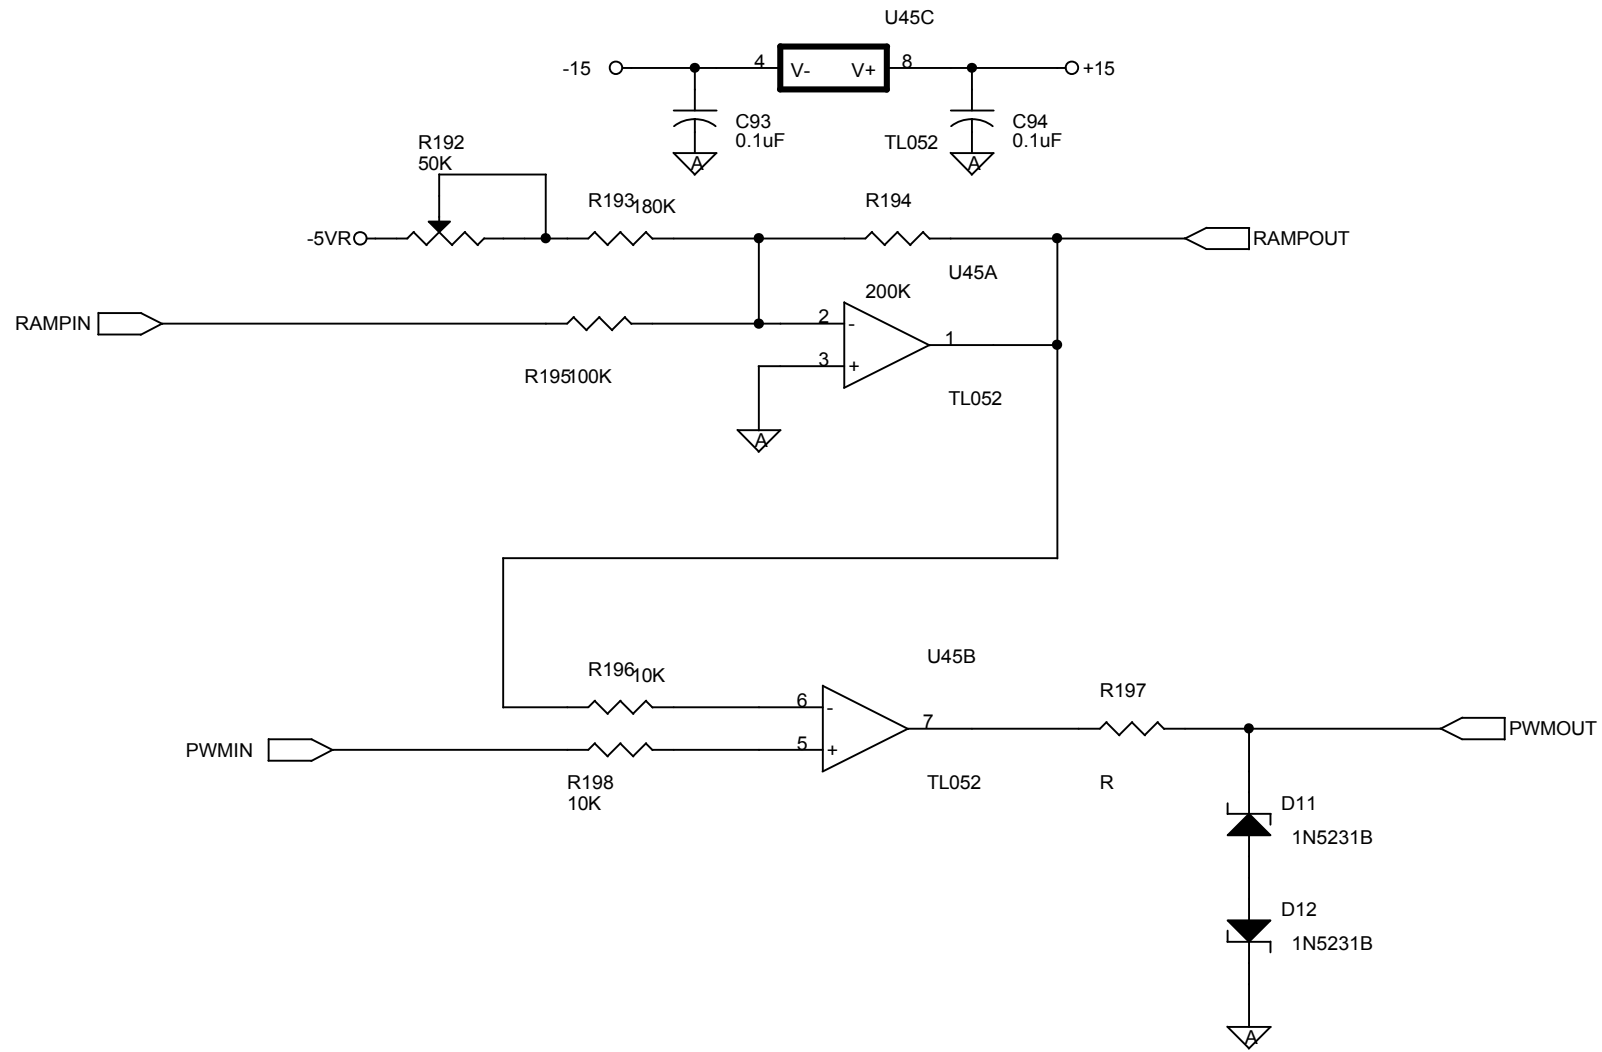 U45C
-15
4
V-
V+
8
+15
C93
0.1uF
TL052
C94
0.1uF
A
A
R192
50K
R193
180K
R194
-5VR
RAMPOUT
U45A
200K
RAMPIN
2
-
1
3
+
R195
100K
TL052
A
U45B
R196
10K
R197
6
-
7
PWMIN
5
+
PWMOUT
R198
10K
TL052
R
D11
1N5231B
D12
1N5231B
A